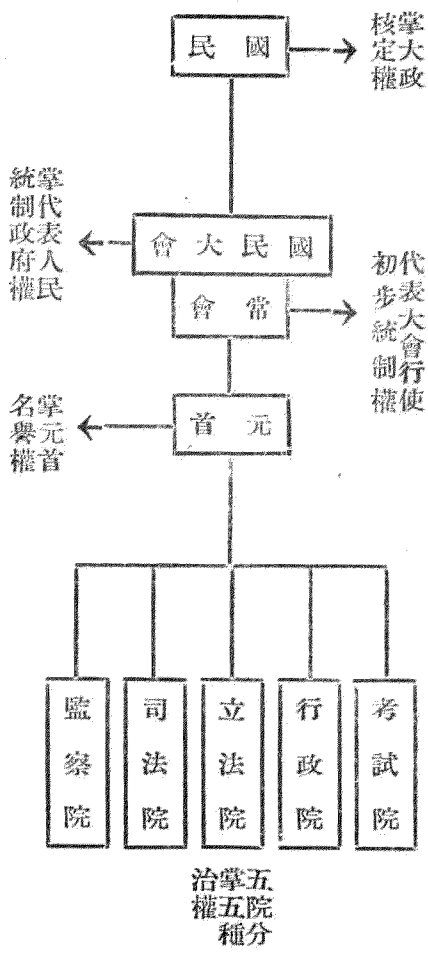 國民
掌大政
核定權
國民大會
掌代表人民
統制政府權
常會
代表大會行使
初步統制權
元首
掌元首
名譽權
考試院
行政院
立法院
司法院
監察院
五院分
掌五種
治權